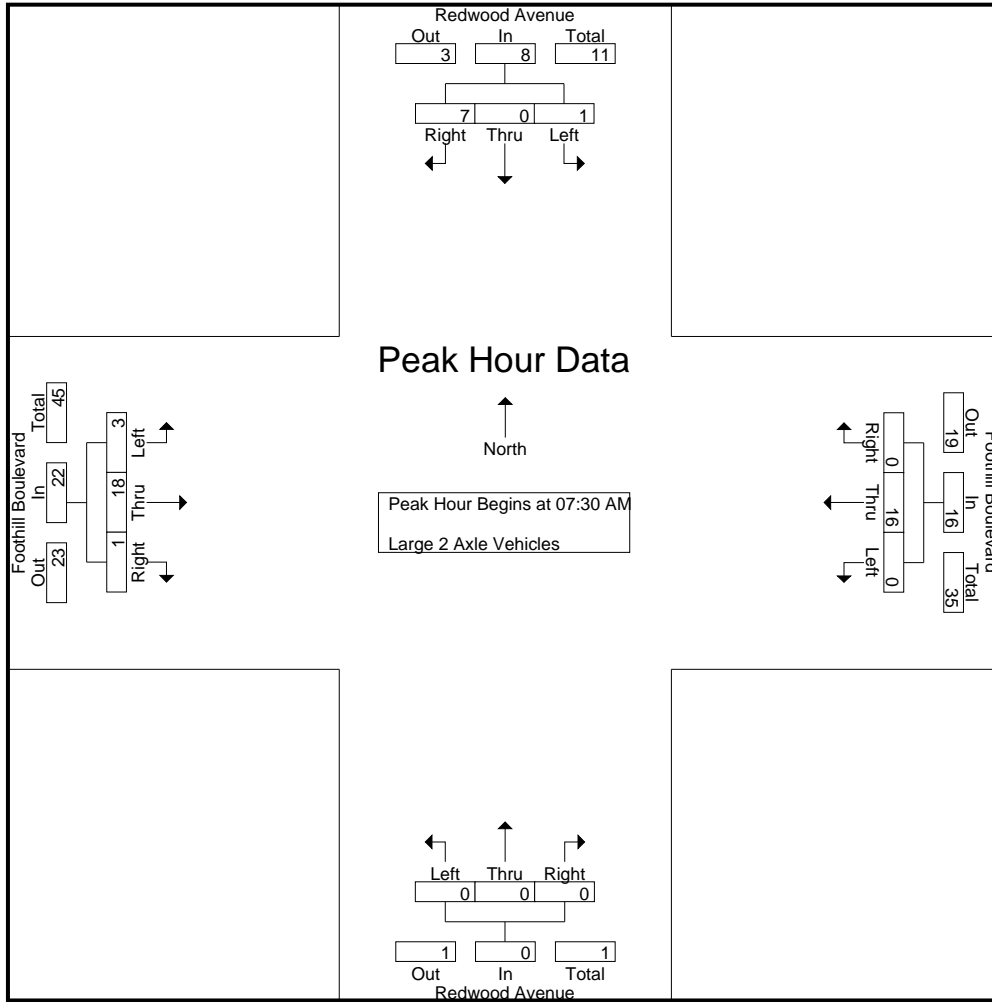 Redwood Avenue
Out In Total
3 8 11
7 0 1
Right Thru Left
Peak Hour Data
North
Peak Hour Begins at 07:30 AM
Large 2 Axle Vehicles
Foothill Boulevard
Total In Out
45 22 23
3 18 1
Left Thru Right
Right Thru Left
0 16 0
Out In Total
19 16 35
Foothill Boulevard
Left Thru Right
0 0 0
1 0 1
Out In Total
Redwood Avenue